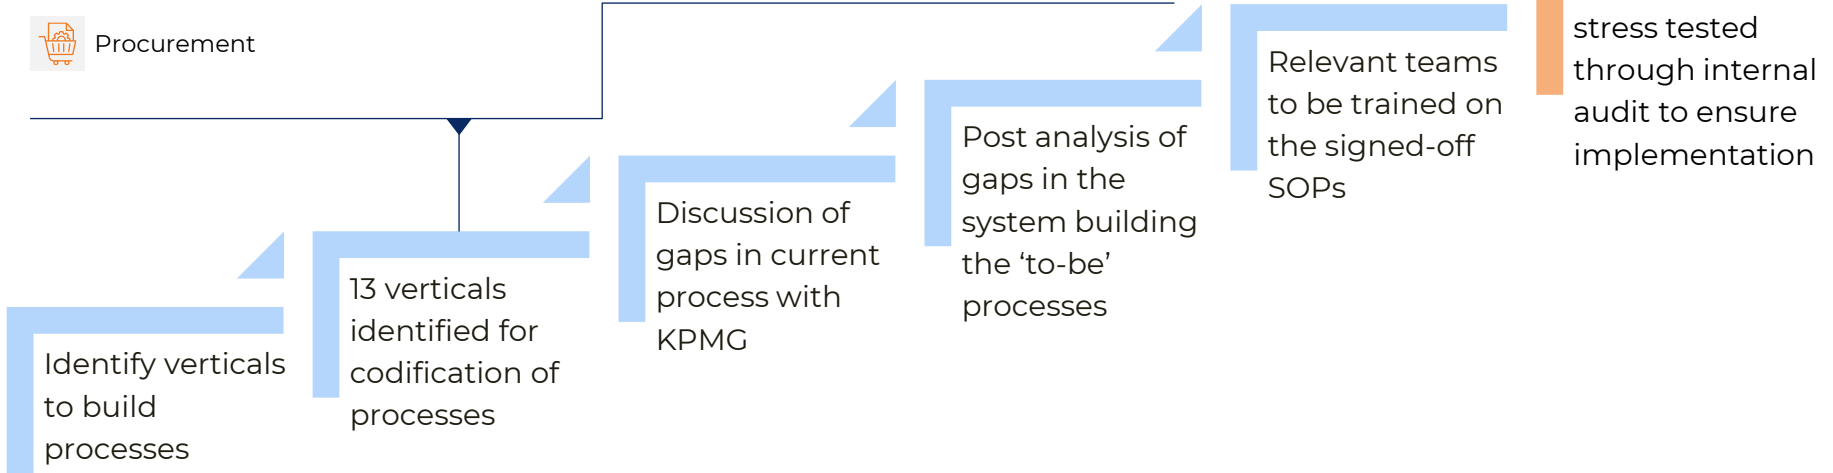 Procurement
Identify verticals
to build
processes
13 verticals
identified for
codification of
processes
Discussion of
gaps in current
process with
KPMG
Post analysis of
gaps in the
system building
the ‘to-be’
processes
Relevant teams
to be trained on
the signed-off
SOPs
stress tested
through internal
audit to ensure
implementation